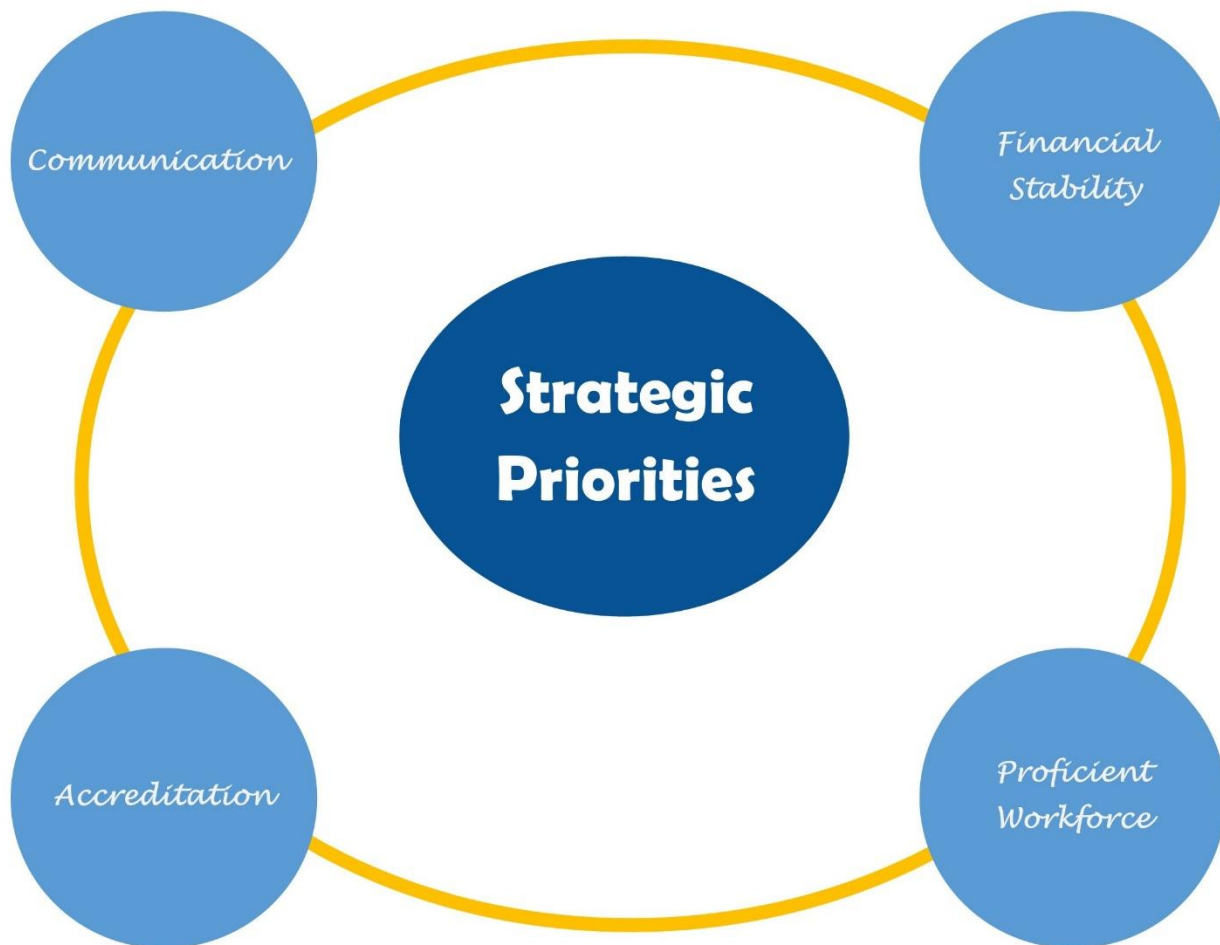 Communication
Financial
Stability
Strategic
Priorities
Accreditation
Proficient
Workforce